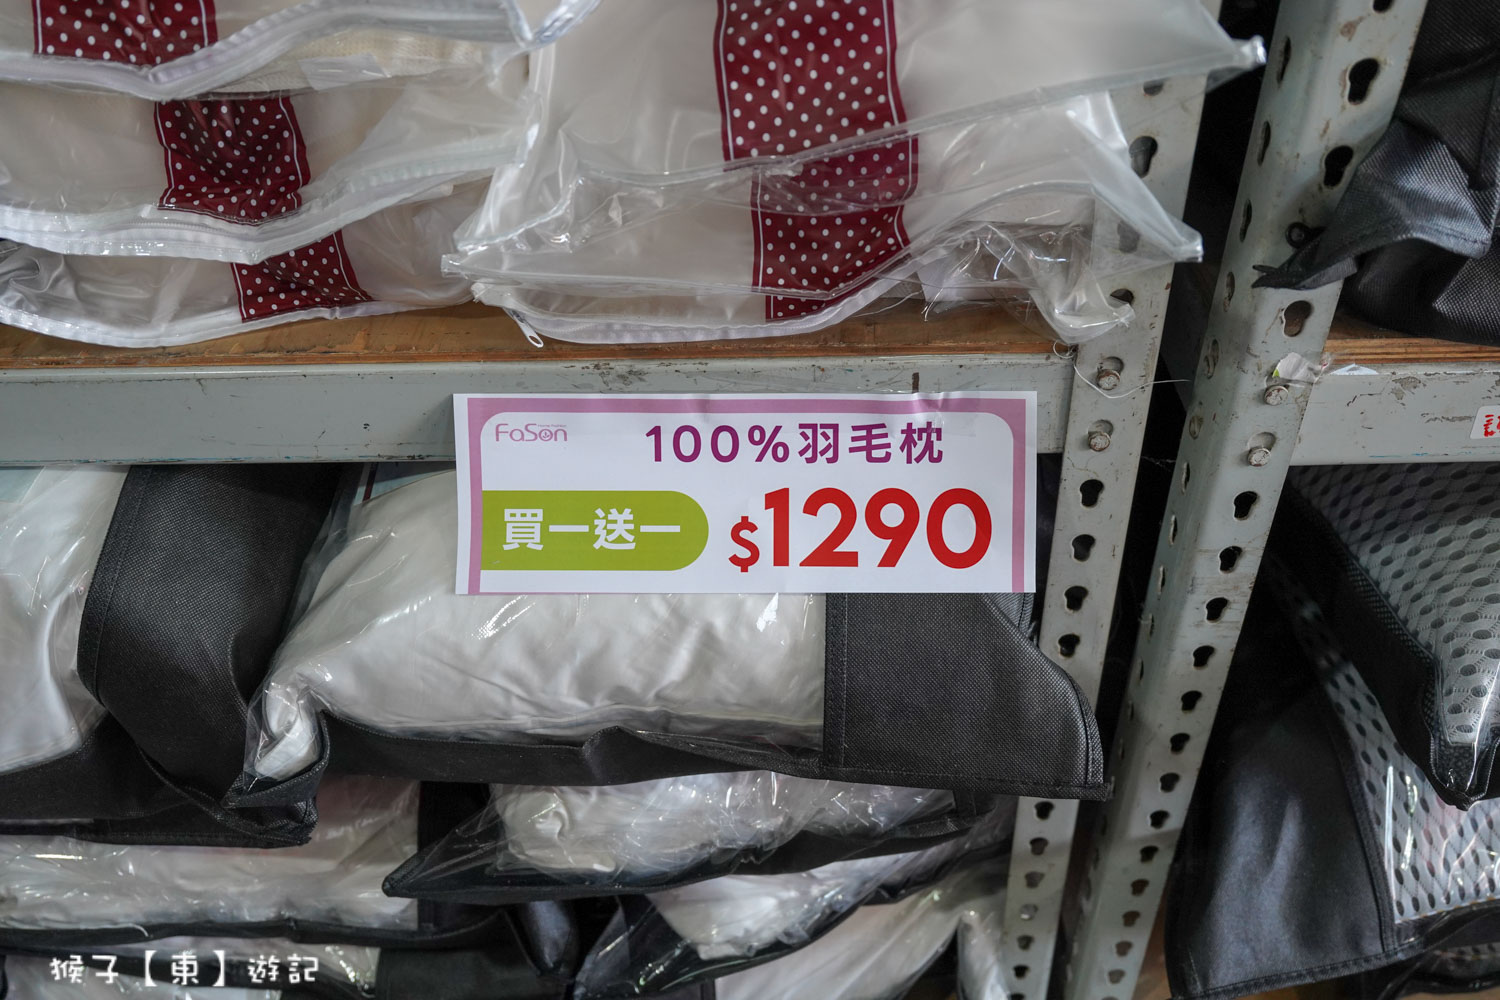 FaSon
100%羽毛枕
買一送一
$1290
猴子【東】遊記